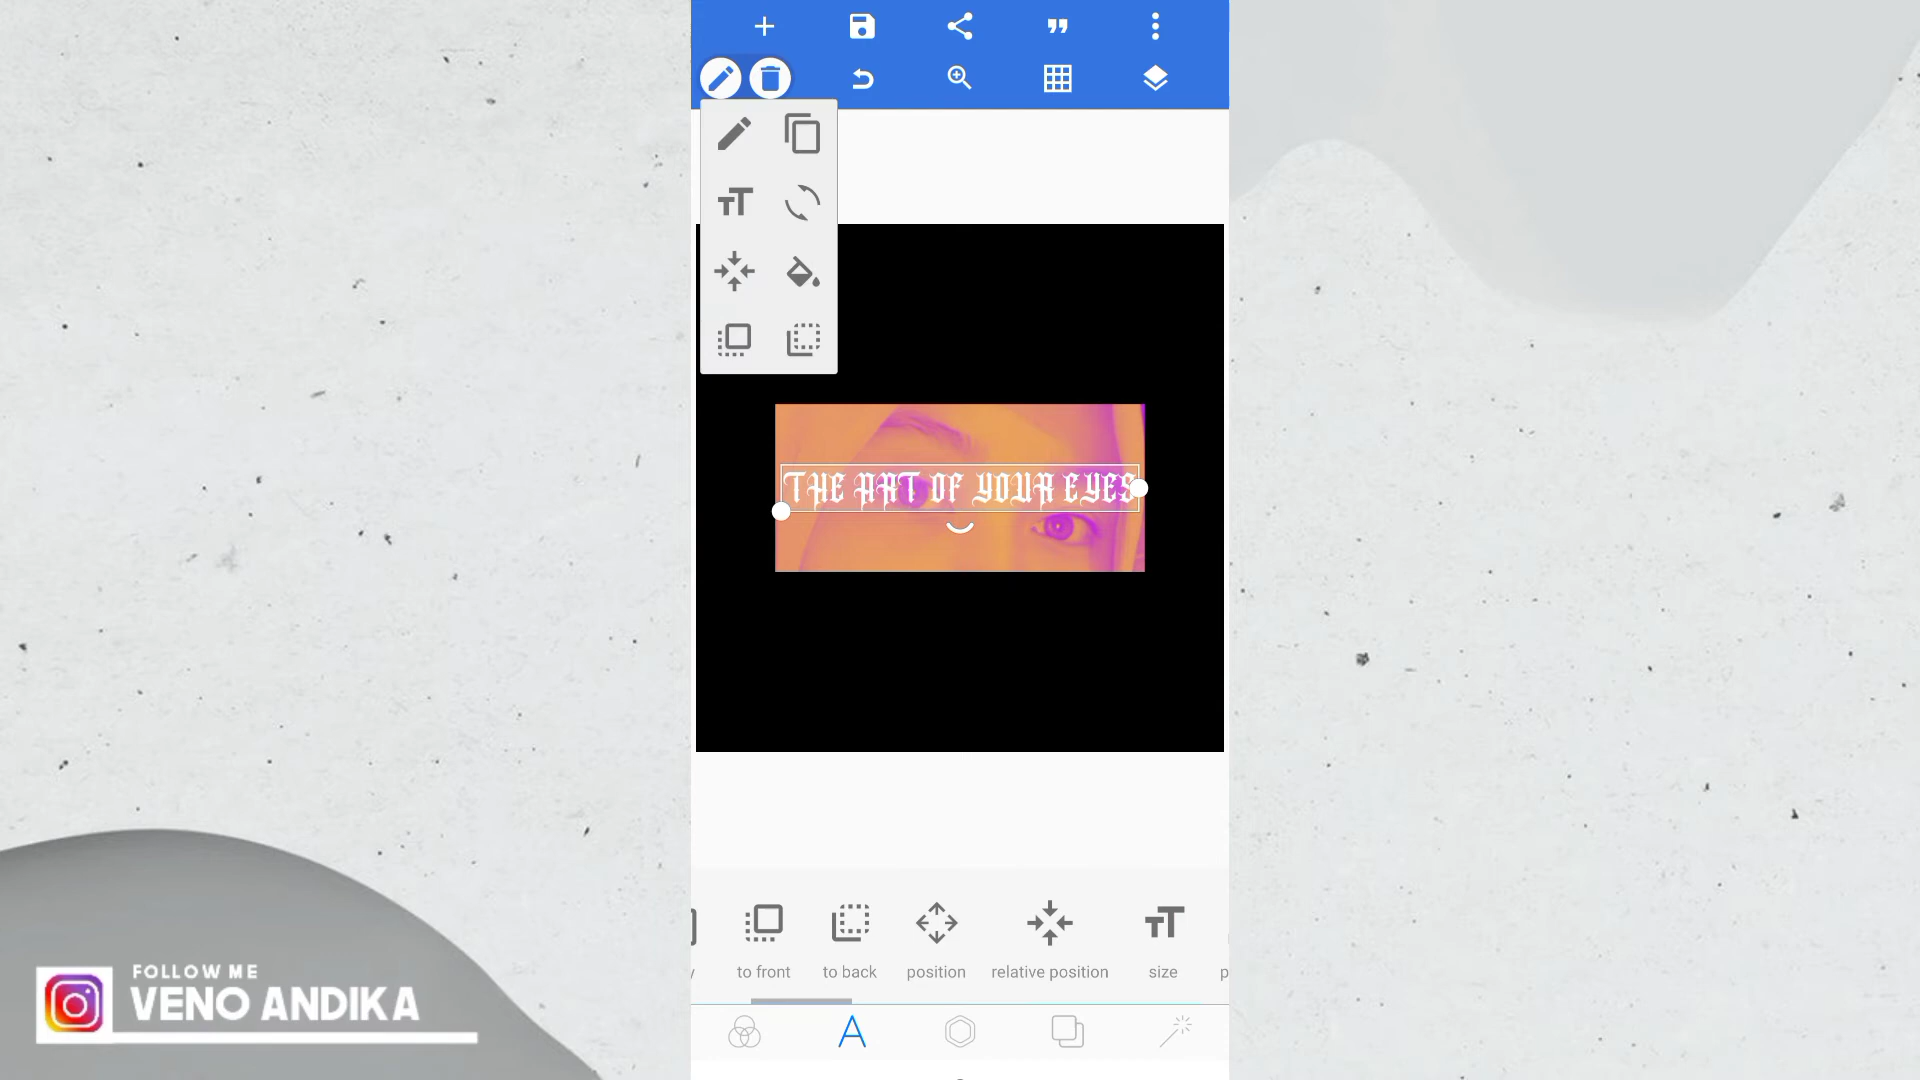 THE ART OF YOUR EYES
to front
to back
position
relative position
size
FOLLOW ME
VENO ANDIKA